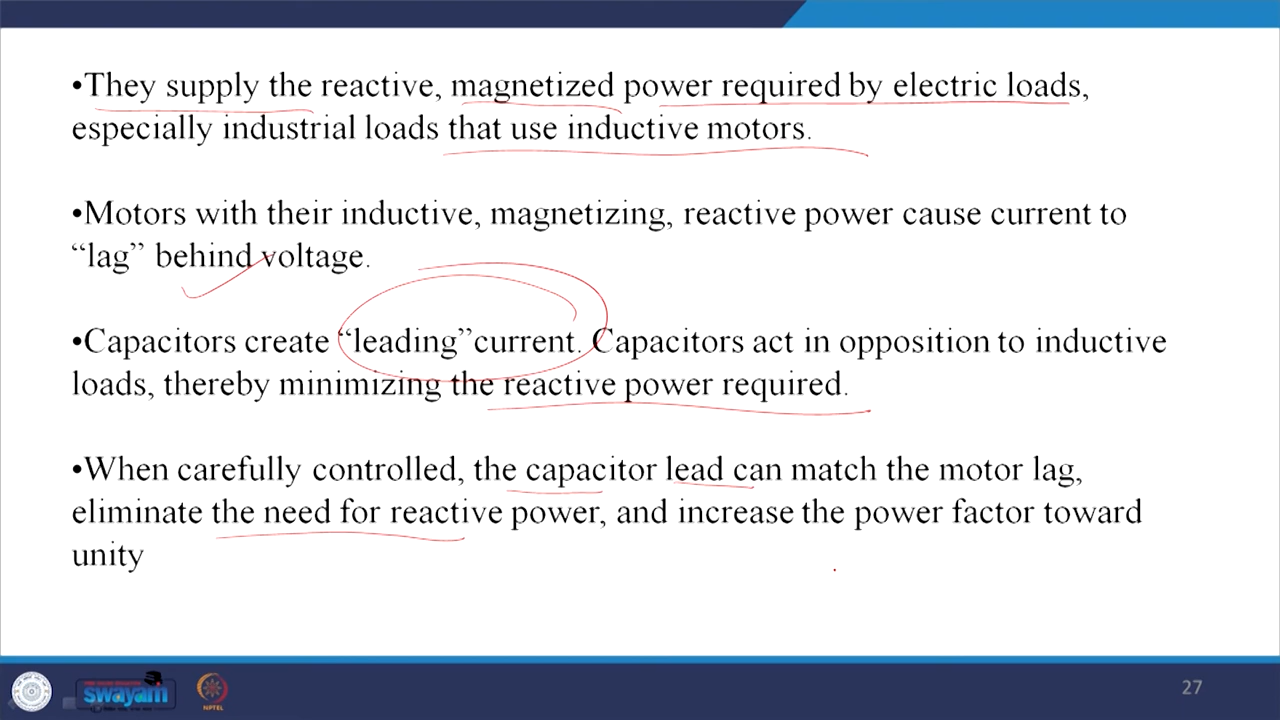 •They supply the reactive, magnetized power required by electric loads,
especially industrial loads that use inductive motors.
•Motors with their inductive, magnetizing, reactive power cause current to
“lag” behind voltage.
•Capacitors create “leading”current. Capacitors act in opposition to inductive
loads, thereby minimizing the reactive power required.
•When carefully controlled, the capacitor lead can match the motor lag,
eliminate the need for reactive power, and increase the power factor toward
unity
swayam
NPTEL
27